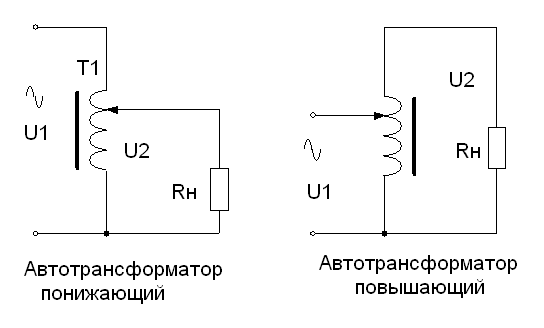 T1
U1
U2
Rн
Автотрансформатор
понижающий
U2
Rн
U1
Автотрансформатор
повышающий